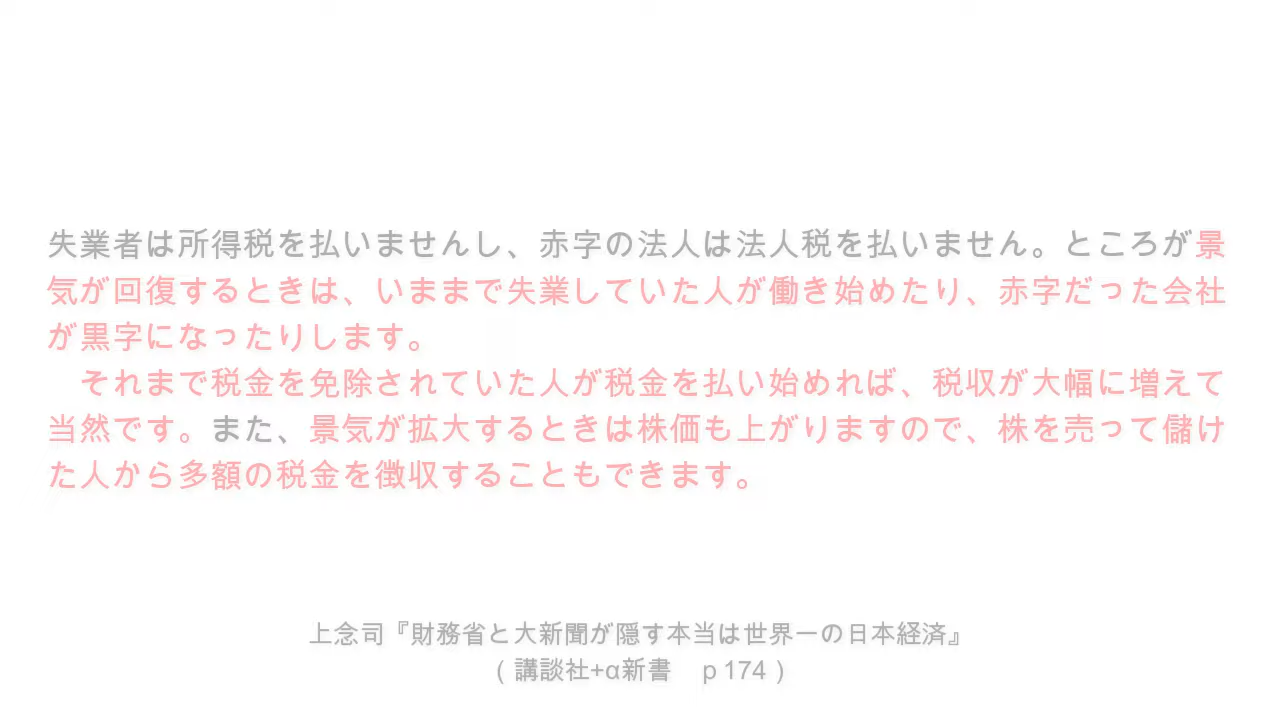 失業者は所得税を払いませんし、赤字の法人は法人税を払いません。ところが景
気が回復するときは、いままで失業していた人が働き始めたり、赤字だった会社
が黒字になったりします。
　それまで税金を免除されていた人が税金を払い始めれば、税収が大幅に増えて
当然です。また、景気が拡大するときは株価も上がりますので、株を売って儲け
た人から多額の税金を徴収することもできます。
上念司『財務省と大新聞が隠す本当は世界一の日本経済』
（講談社+α新書　ｐ174）